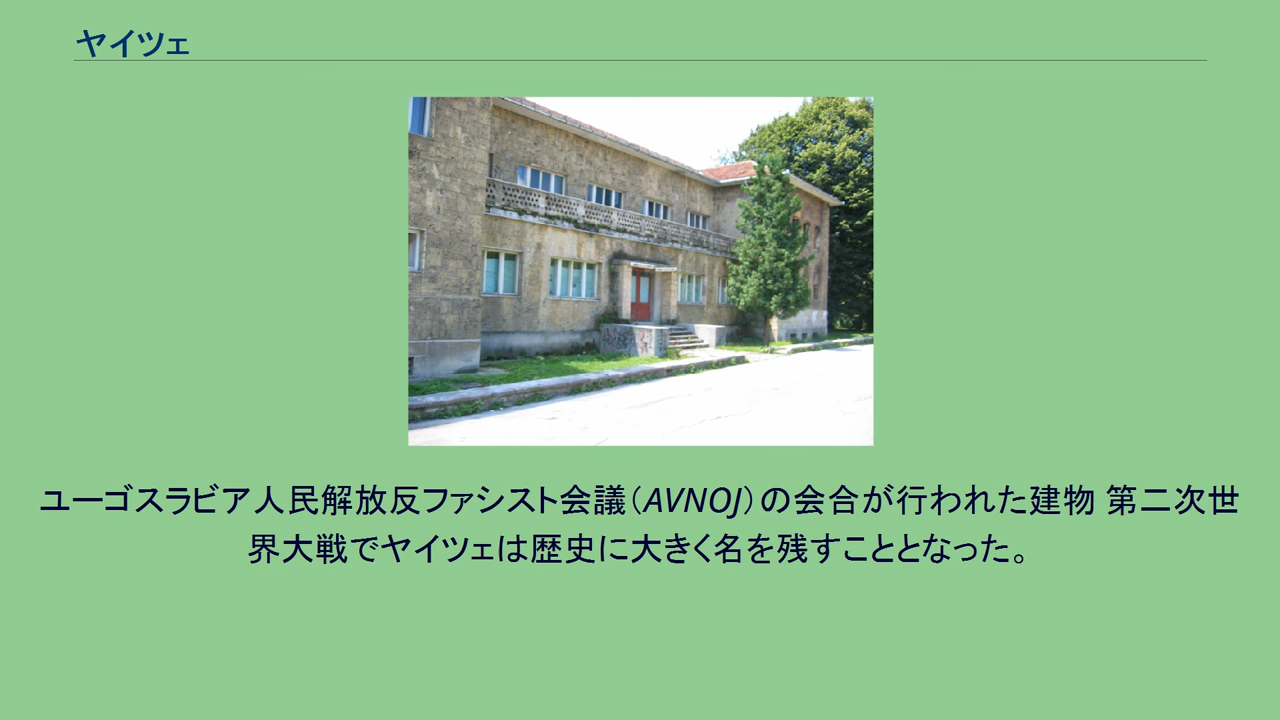 ヤイツェ
ユーゴスラビア人民解放反ファシスト会議（AVNOJ）の会合が行われた建物 第二次世
界大戦でヤイツェは歴史に大きく名を残すこととなった。